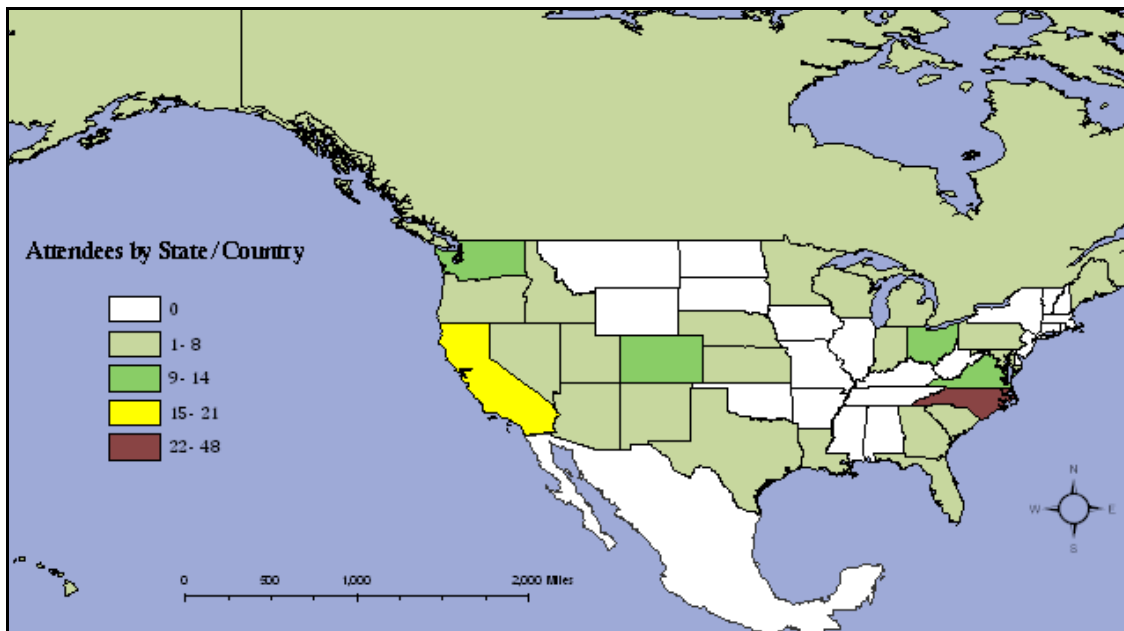 Attendees by State/Country
0
1- 8
9- 14
15- 21
22- 48
N
W E
S
0 500 1,000 2,000 Miles